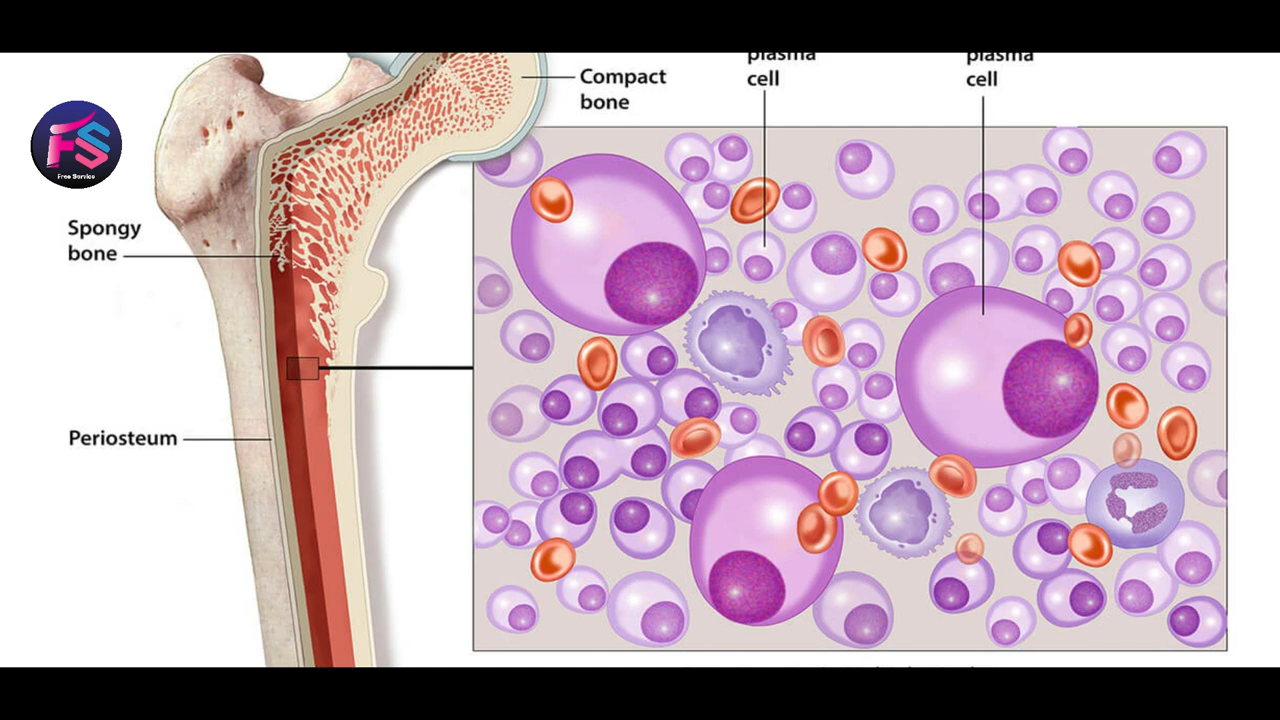 plasma
cell
plasma
cell
Compact
bone
FS
Free Service
Spongy
bone
Periosteum